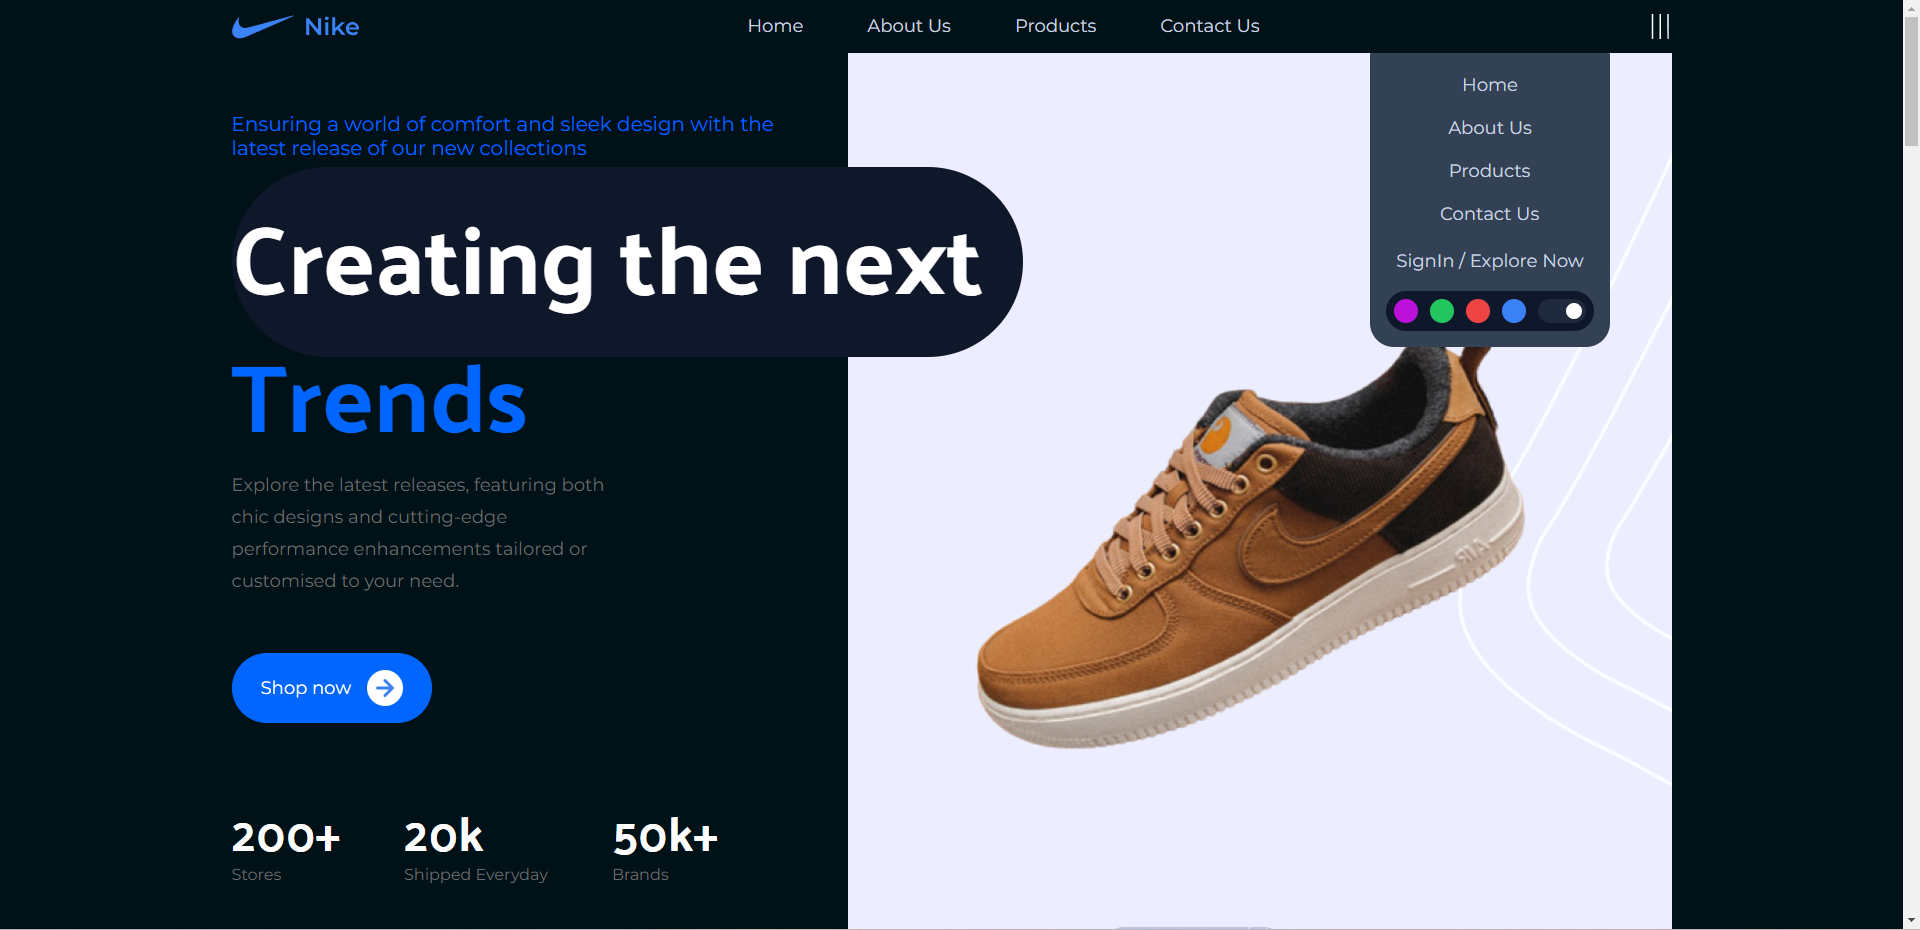 Nike
Home
About Us
Products
Contact Us
Ensuring a world of comfort and sleek design with the
latest release of our new collections
Creating the next
Trends
Explore the latest releases, featuring both
chic designs and cutting-edge
performance enhancements tailored or
customised to your need.
Shop now
200+
Stores
20k
Shipped Everyday
50k+
Brands
Home
About Us
Products
Contact Us
SignIn / Explore Now
AIR